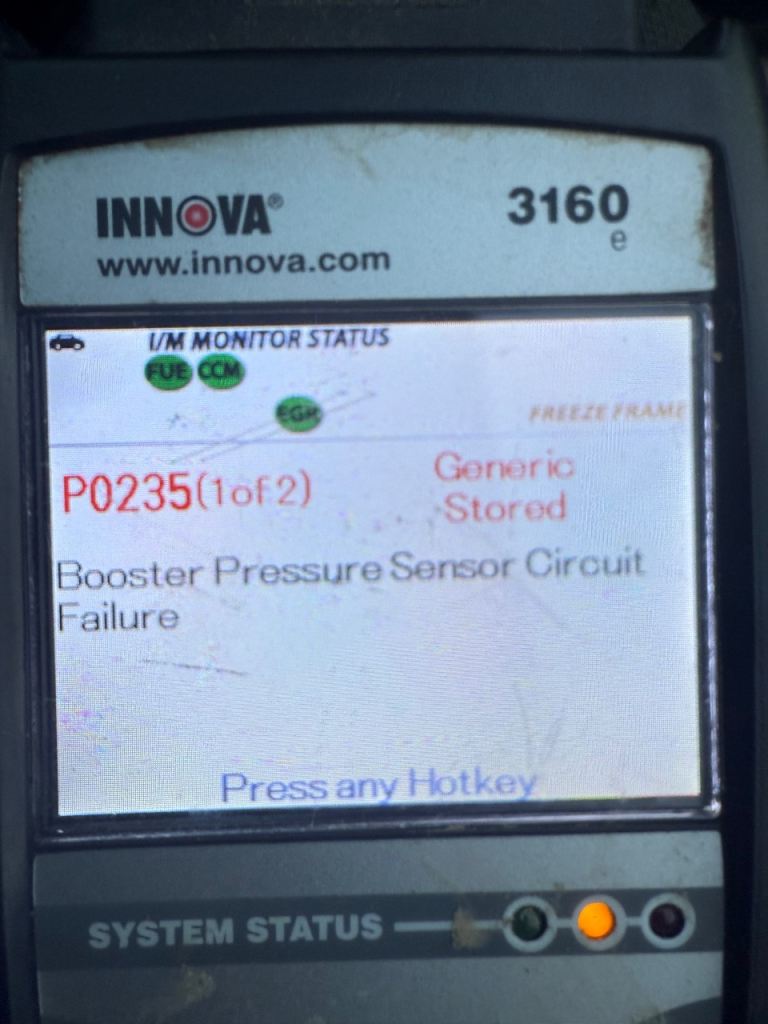 INNOVA® 3160
e
www.innova.com
I/M MONITOR STATUS
FUE CCM
EGR
FREEZE FRAME
P0235(1of2) Generic
Stored
Booster Pressure Sensor Circuit
Failure
Press any Hotkey
SYSTEM STATUS